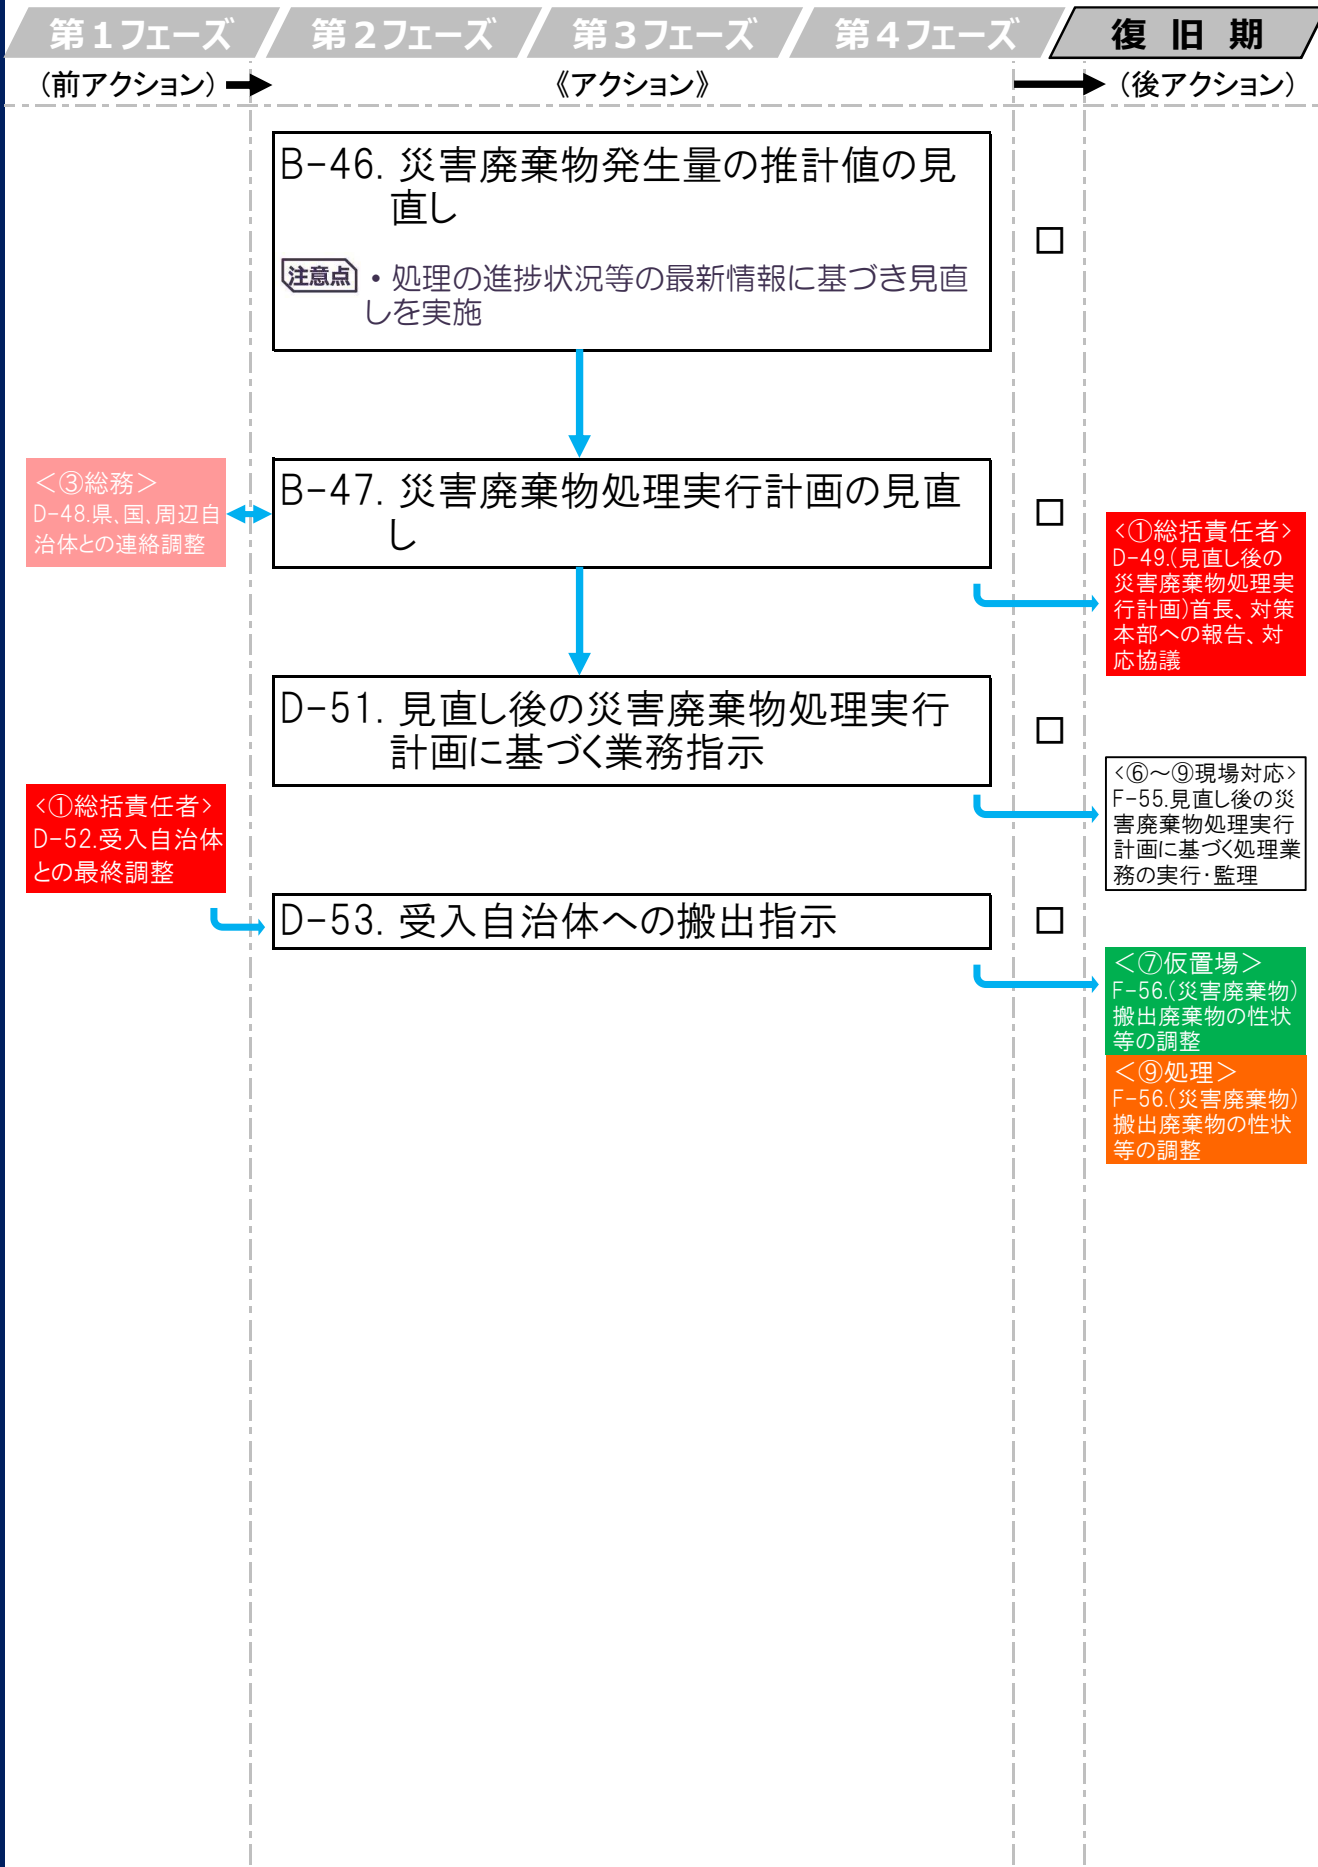 第1フェーズ 第2フェーズ 第3フェーズ 第4フェーズ 復旧期
(前アクション) 《アクション》 (後アクション)
B-46. 災害廃棄物発生量の推計値の見
直し
注意点 ・処理の進捗状況等の最新情報に基づき見直
しを実施
□
＜③総務＞
D-48.県、国、周辺自
治体との連絡調整
B-47. 災害廃棄物処理実行計画の見直
し
□
<①総括責任者>
D-49.(見直し後の
災害廃棄物処理実
行計画)首長、対策
本部への報告、対
応協議
D-51. 見直し後の災害廃棄物処理実行
計画に基づく業務指示
□
<⑥～⑨現場対応>
F-55.見直し後の災
害廃棄物処理実行
計画に基づく処理業
務の実行・監理
<①総括責任者>
D-52.受入自治体
との最終調整
D-53. 受入自治体への搬出指示
□
＜⑦仮置場＞
F-56.(災害廃棄物)
搬出廃棄物の性状
等の調整
＜⑨処理＞
F-56.(災害廃棄物)
搬出廃棄物の性状
等の調整